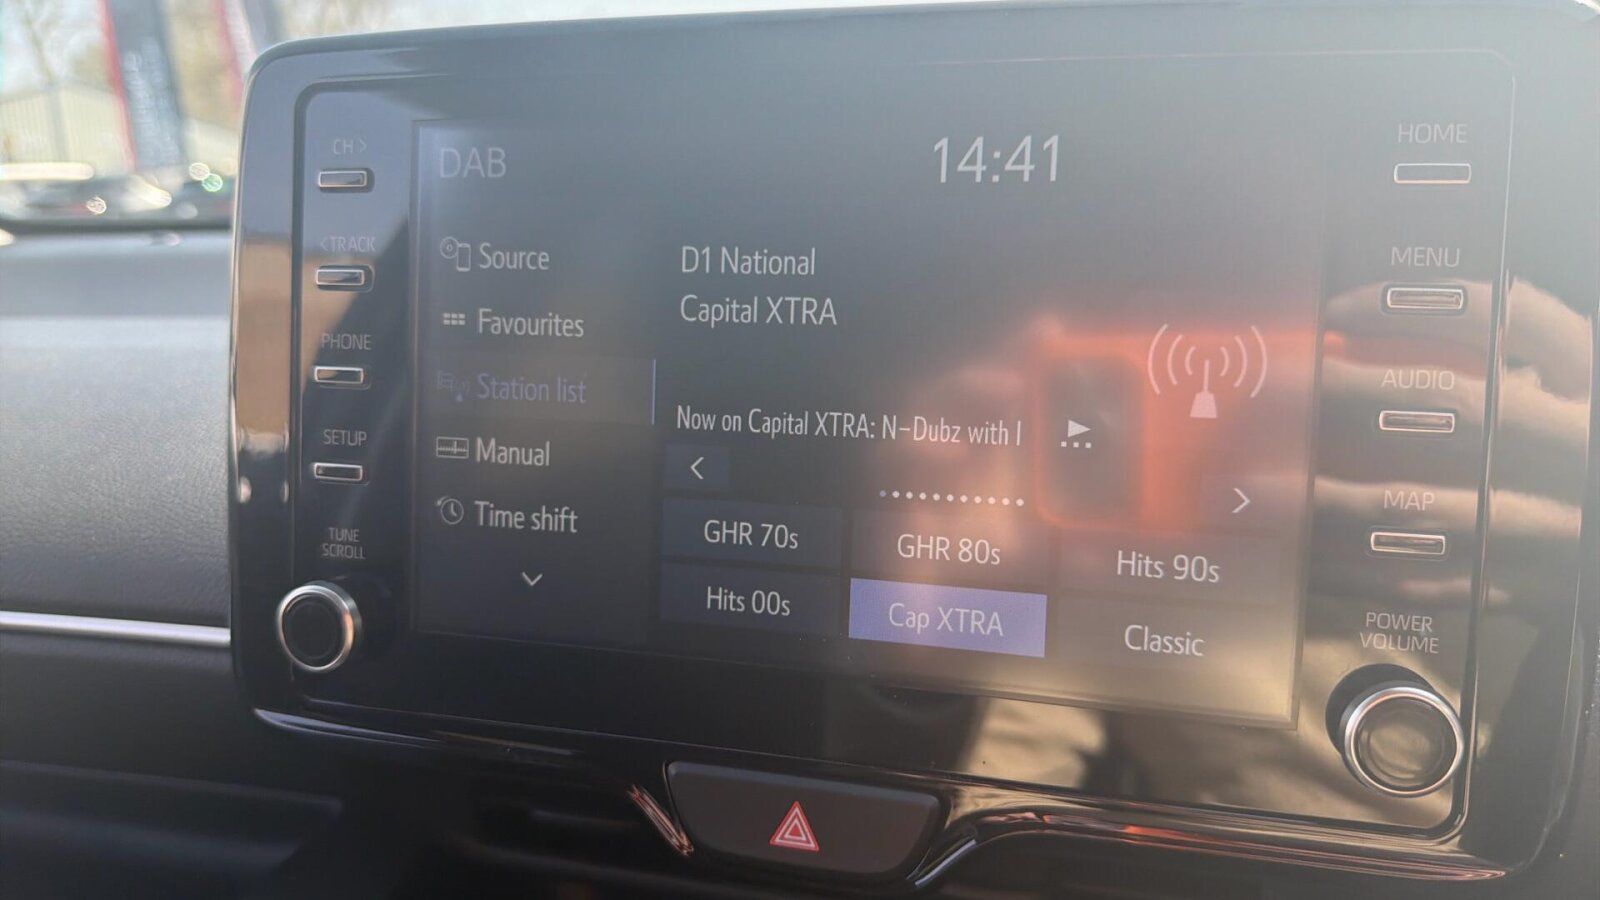 CH >
< TRACK
PHONE
SETUP
TUNE
SCROLL
DAB
14:41
Source
Favourites
Station list
Manual
Time shift
D1 National
Capital XTRA
Now on Capital XTRA: N-Dubz with I
GHR 70s
GHR 80s
Hits 90s
Hits 00s
Cap XTRA
Classic
HOME
MENU
AUDIO
MAP
POWER
VOLUME